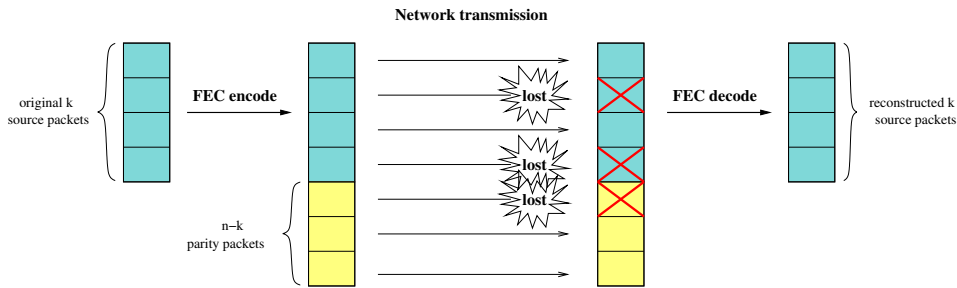 Network transmission
original k
source packets
FEC encode
lost
FEC decode
reconstructed k
source packets
lost
lost
n−k
parity packets